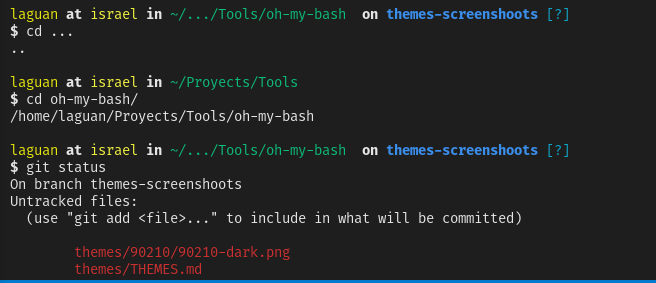 laguan at israel in ~/.../Tools/oh-my-bash  on themes-screenshoots [?]
$ cd ...
..
laguan at israel in ~/Proyects/Tools
$ cd oh-my-bash/
/home/laguan/Proyects/Tools/oh-my-bash
laguan at israel in ~/.../Tools/oh-my-bash  on themes-screenshoots [?]
$ git status
On branch themes-screenshoots
Untracked files:
  (use "git add <file>..." to include in what will be committed)
        themes/90210/90210-dark.png
        themes/THEMES.md